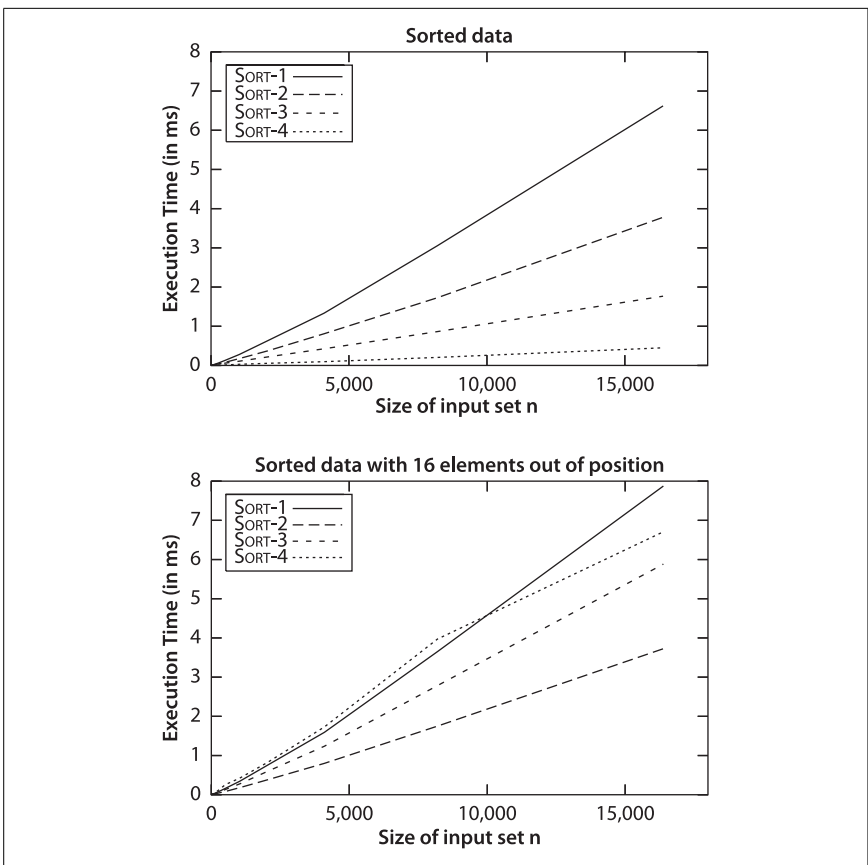 Sorted data
Execution Time (in ms)
8
7
6
5
4
3
2
1
0
SORT-1
SORT-2
SORT-3
SORT-4
0
5,000
10,000
15,000
Size of input set n
Sorted data with 16 elements out of position
Execution Time (in ms)
8
7
6
5
4
3
2
1
0
SORT-1
SORT-2
SORT-3
SORT-4
0
5,000
10,000
15,000
Size of input set n